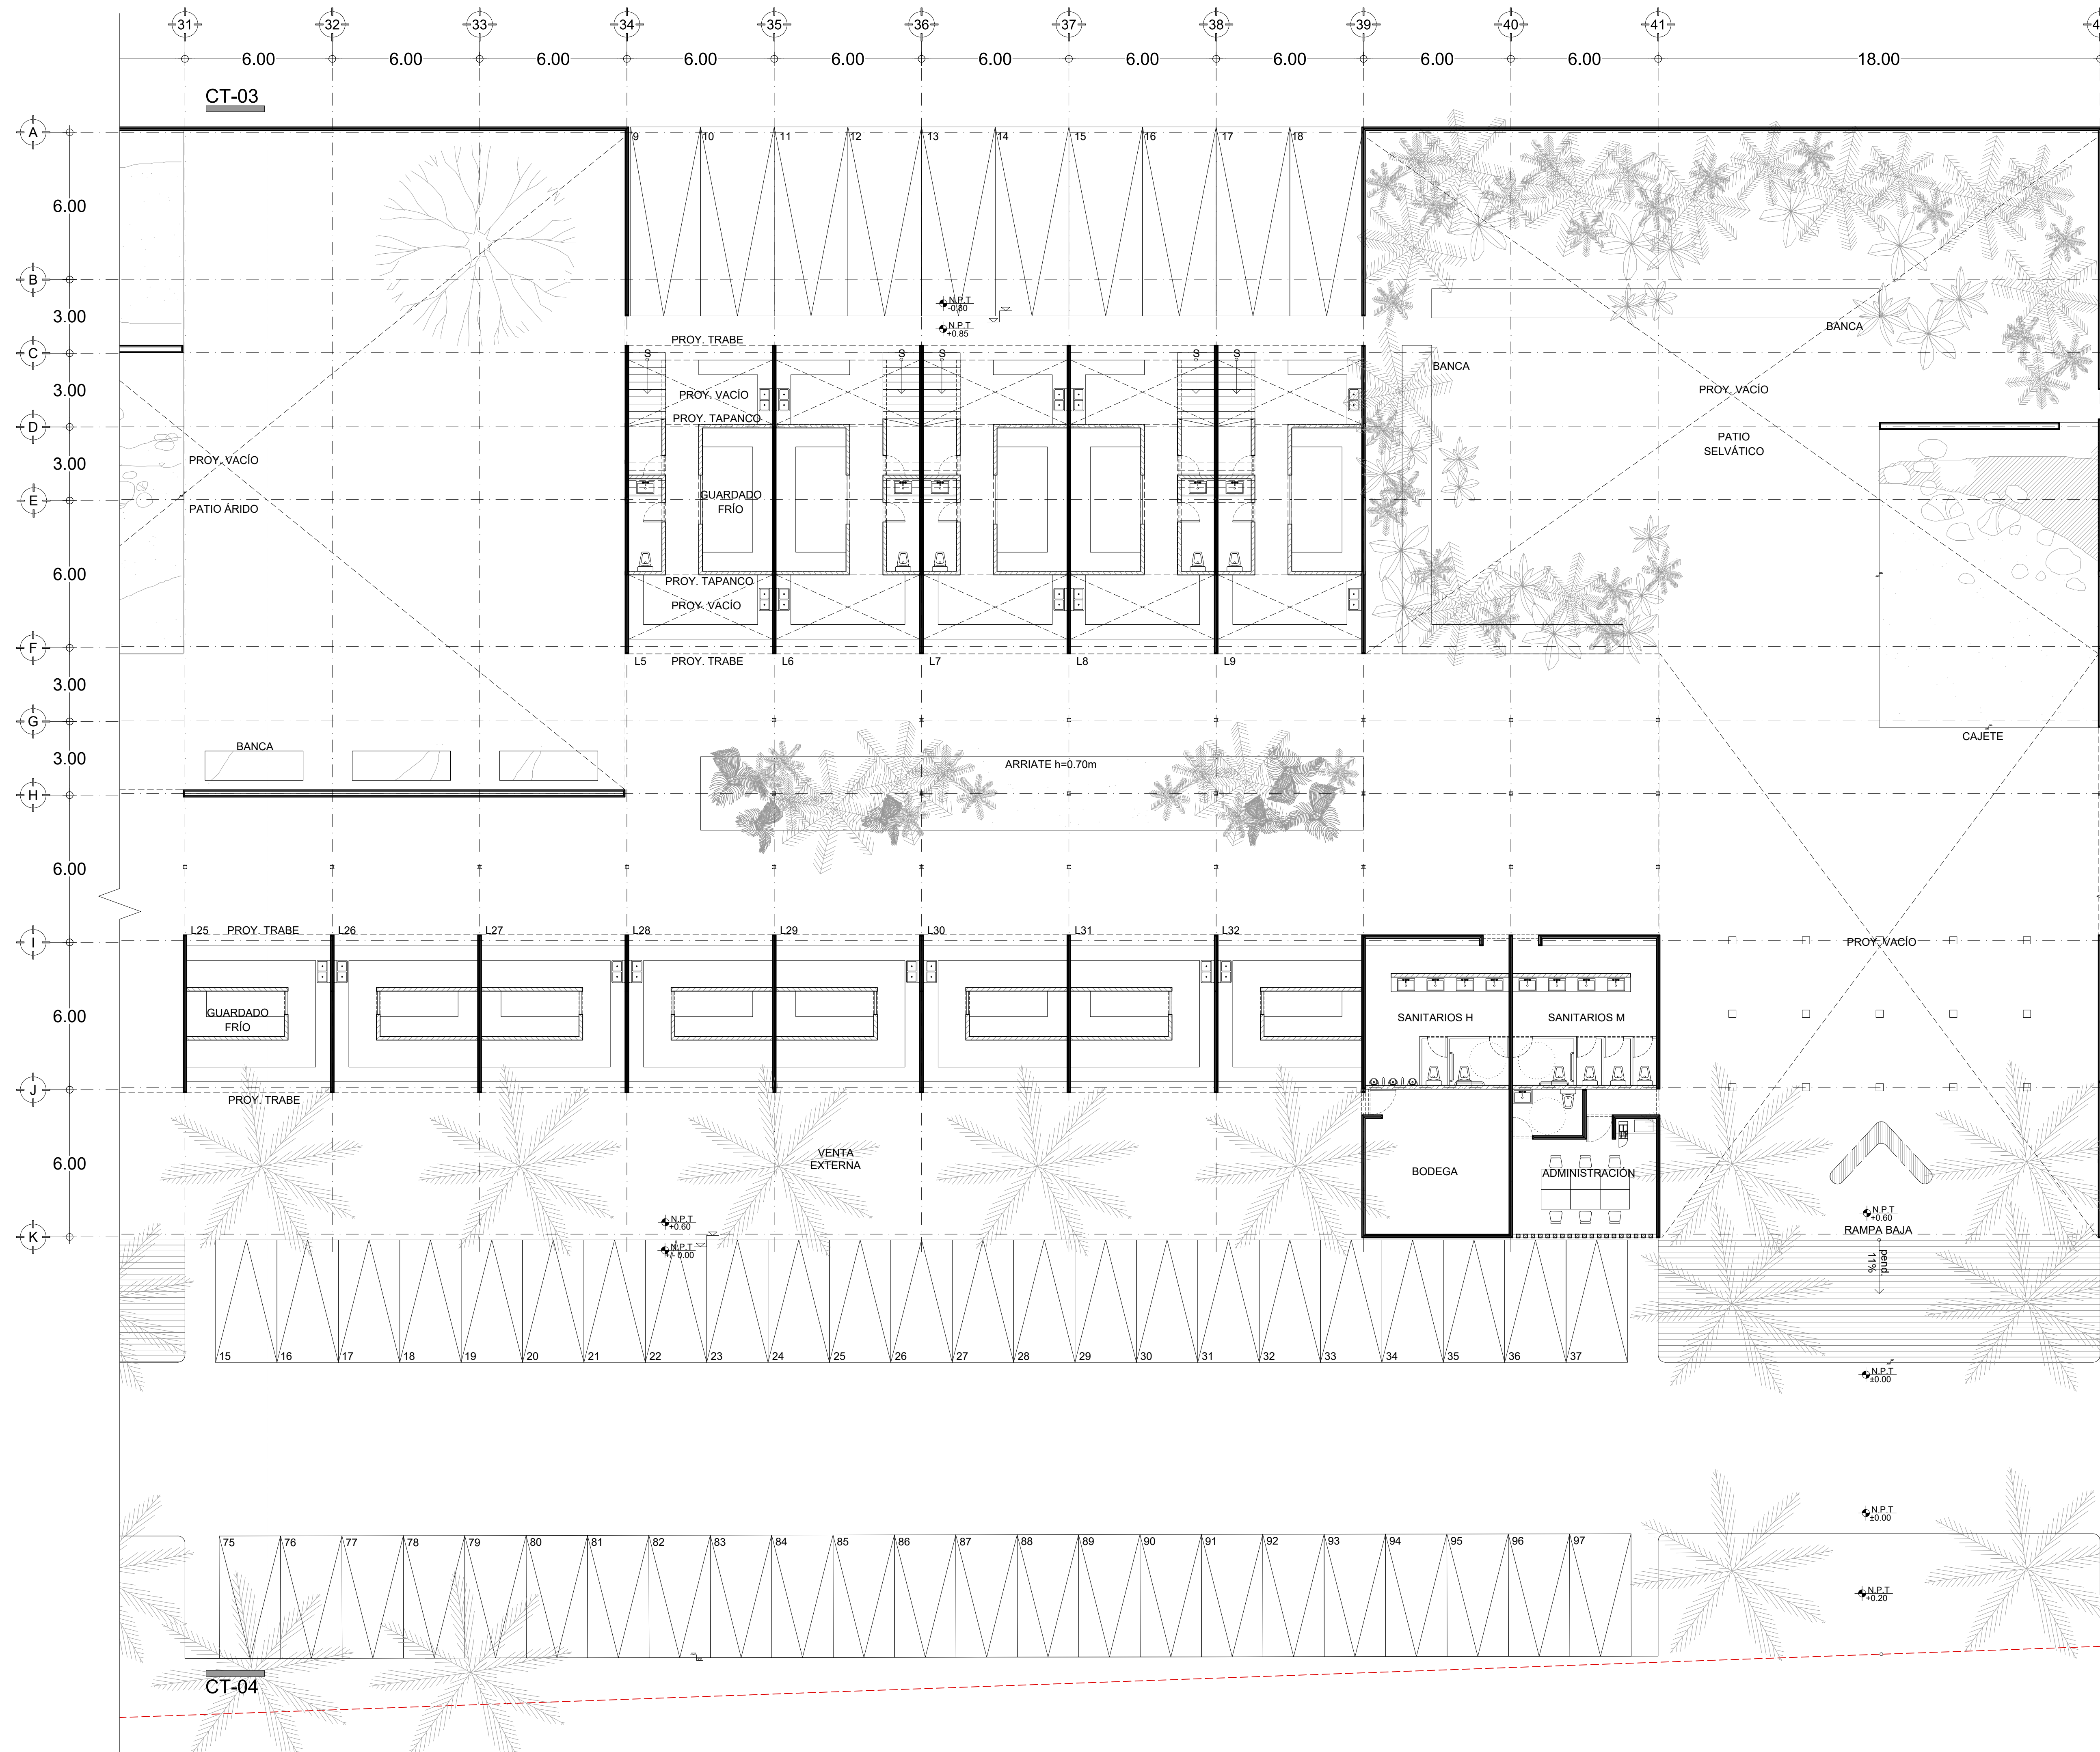 31 32 33 34 35 36 37 38 39 40 41
6.00 6.00 6.00 6.00 6.00 6.00 6.00 6.00 6.00 6.00 18.00
CT-03
A
6.00
B
3.00
C
3.00
D
3.00
E
6.00
F
3.00
G
3.00
H
6.00
I
6.00
J
6.00
K
9 10 11 12 13 14 15 16 17 18
N.P.T
-0.80
N.P.T
+0.85
PROY. TRABE
S S S S S
PROY. VACÍO
PROY. TAPANCO
GUARDADO
FRÍO
PROY. TAPANCO
PROY. VACÍO
L5 PROY. TRABE L6 L7 L8 L9
PROY. VACÍO
PATIO ÁRIDO
BANCA
BANCA
BANCA
PROY. VACÍO
PATIO
SELVÁTICO
CAJETE
ARRIATE h=0.70m
L25 PROY. TRABE L26 L27 L28 L29 L30 L31 L32
GUARDADO
FRÍO
PROY. TRABE
SANITARIOS H
SANITARIOS M
PROY. VACÍO
VENTA
EXTERNA
BODEGA
ADMINISTRACIÓN
N.P.T
+0.60
N.P.T
+- 0.00
N.P.T
+0.60
RAMPA BAJA
pend.
11%
15 16 17 18 19 20 21 22 23 24 25 26 27 28 29 30 31 32 33 34 35 36 37
N.P.T
±0.00
N.P.T
±0.00
75 76 77 78 79 80 81 82 83 84 85 86 87 88 89 90 91 92 93 94 95 96 97
N.P.T
+0.20
CT-04